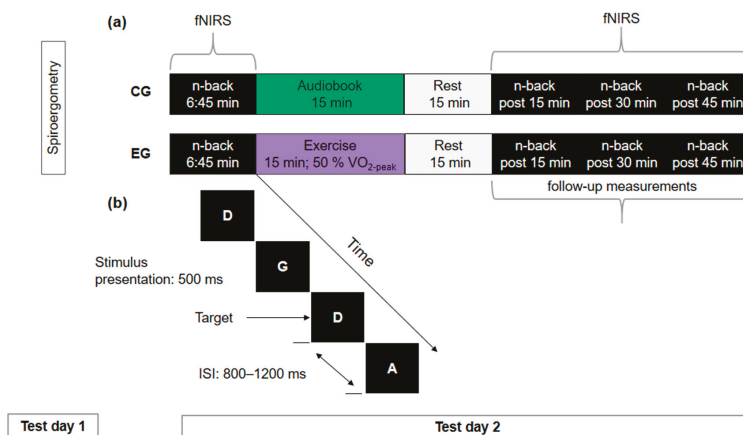 (a)
fNIRS
fNIRS
Spiroergometry
CG
n-back
6:45 min
Audiobook
15 min
Rest
15 min
n-back
post 15 min
n-back
post 30 min
n-back
post 45 min
EG
n-back
6:45 min
Exercise
15 min; 50 % VO2-peak
Rest
15 min
n-back
post 15 min
n-back
post 30 min
n-back
post 45 min
follow-up measurements
(b)
D
G
D
A
Time
Stimulus
presentation: 500 ms
Target
ISI: 800–1200 ms
Test day 1
Test day 2